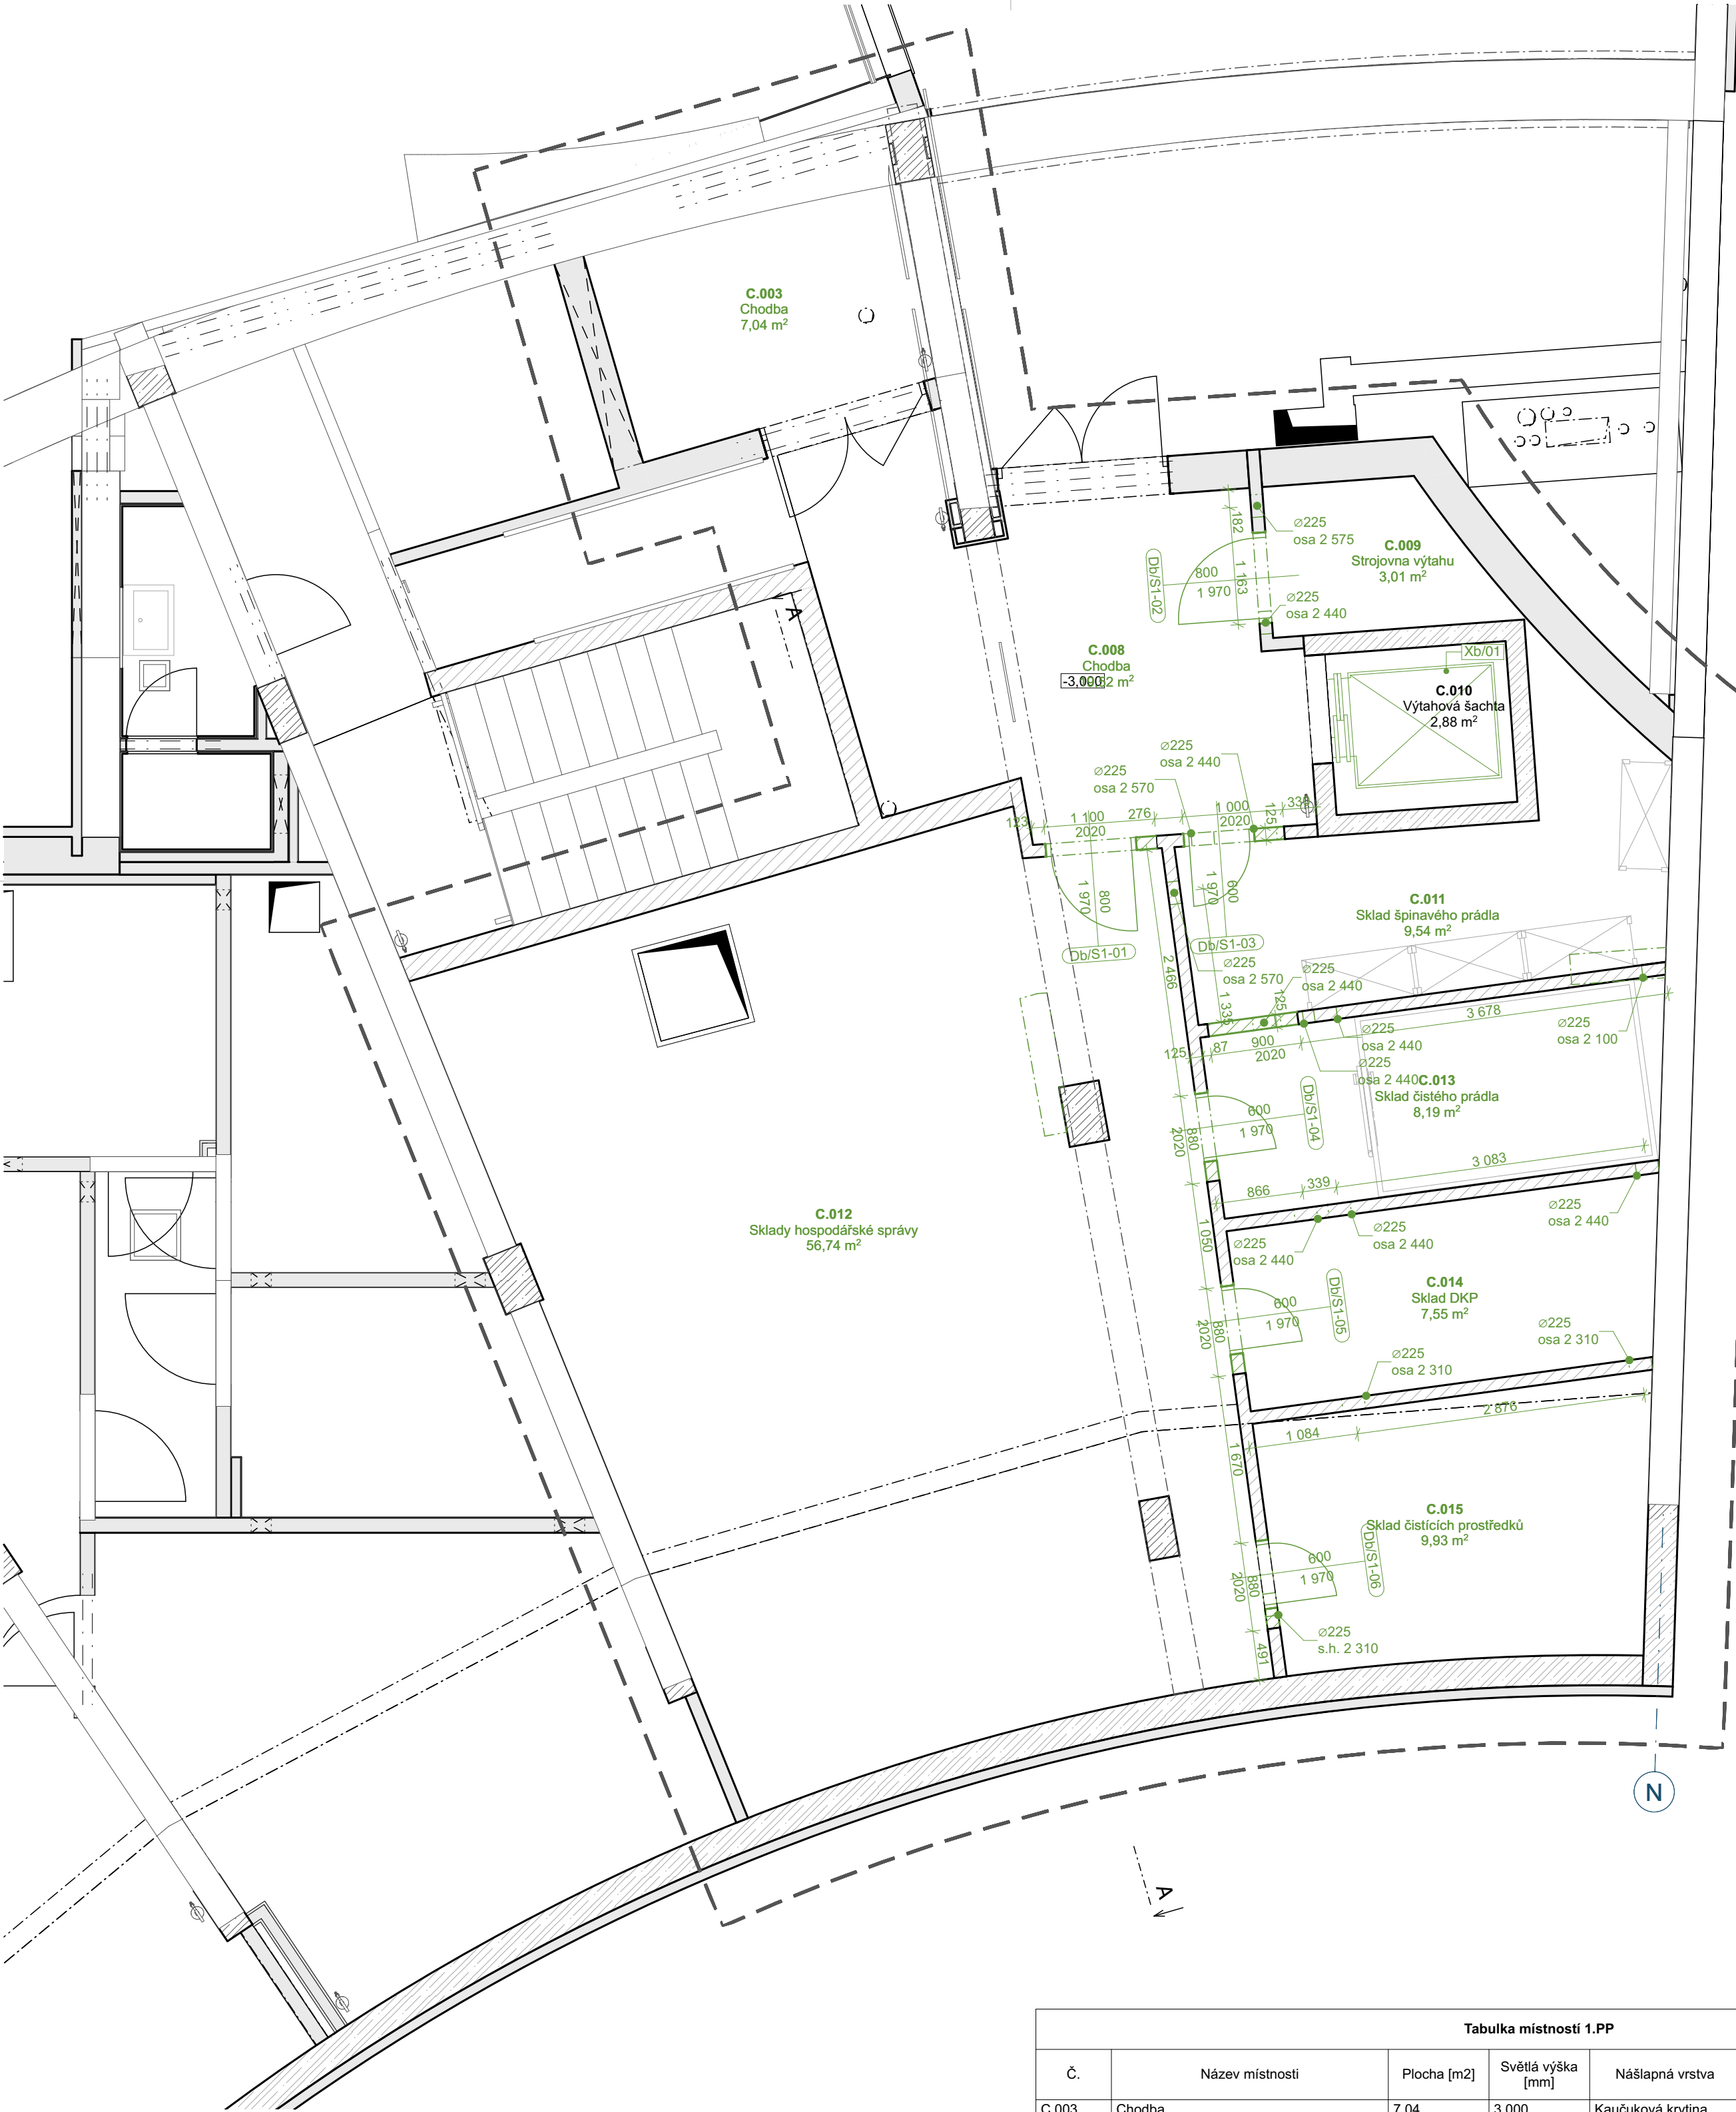 C.003
Chodba
7,04 m²
∅225
osa 2 575
182
C.009
Strojovna výtahu
3,01 m²
Db/S1-02
800
1 970
1 163
∅225
osa 2 440
A
C.008
Chodba
-3,000
m²
Xb/01
C.010
Výtahová šachta
2,88 m²
∅225
osa 2 440
∅225
osa 2 570
123
1 100
2020
276
1 000
2020
125
1 970
800
1 970
600
Db/S1-01
Db/S1-03
C.011
Sklad špinavého prádla
9,54 m²
2 466
∅225
osa 2 570
∅225
osa 2 440
1 335
125
3 678
∅225
osa 2 100
∅225
osa 2 440
125
87
900
2020
∅225
osa 2 440
C.013
Sklad čistého prádla
8,19 m²
Db/S1-04
600
1 970
880
2020
3 083
866
339
∅225
osa 2 440
∅225
osa 2 440
∅225
osa 2 440
1 050
C.012
Sklady hospodářské správy
56,74 m²
C.014
Sklad DKP
7,55 m²
Db/S1-05
600
1 970
880
2020
∅225
osa 2 310
∅225
osa 2 310
2 876
1 084
1 670
C.015
Sklad čistících prostředků
9,93 m²
Db/S1-06
600
1 970
880
2020
∅225
s.h. 2 310
491
N
A
Tabulka místností 1.PP
Č.
Název místnosti
Plocha [m2]
Světlá výška
[mm]
Nášlapná vrstva
C.003
Chodba
7,04
3 000
Kaučuková krytina